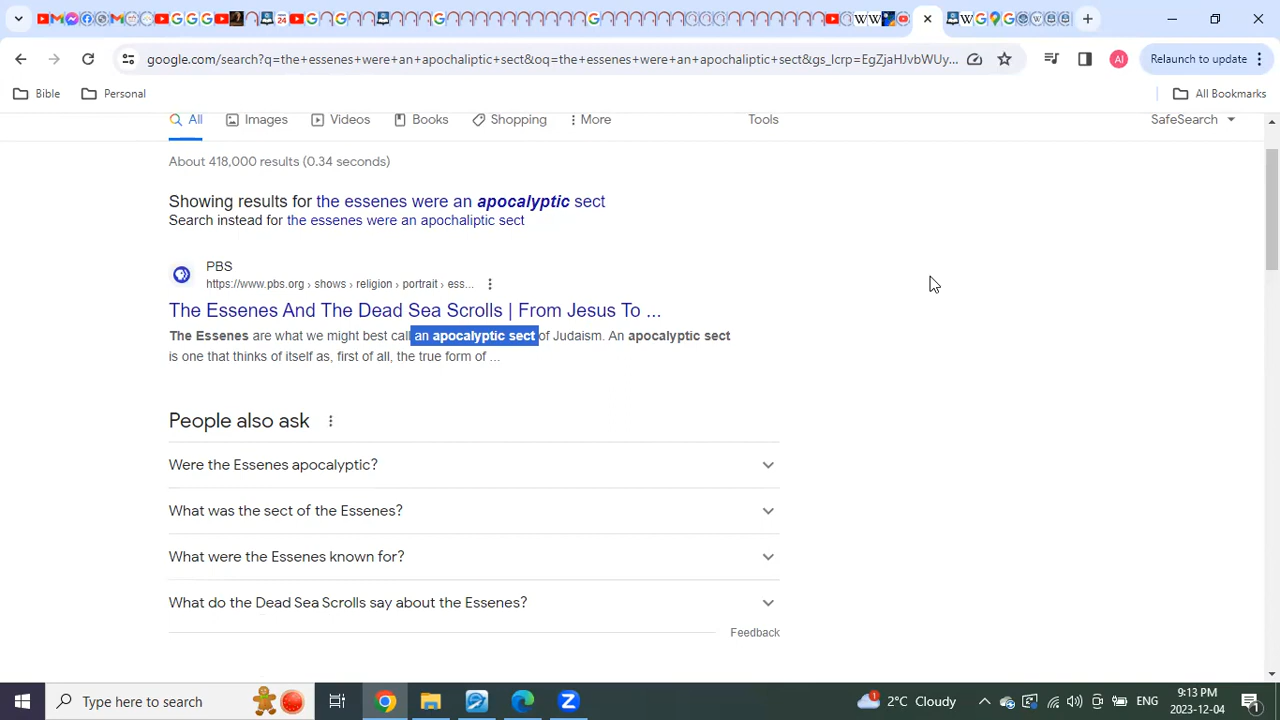 google.com/search?q=the+essenes+were+an+apochaliptic+sect&oq=the+essenes+were+an+apochaliptic+sect&gs_lcrp=EgZjaHJvbWUy...
AI
Relaunch to update
Bible
Personal
All Bookmarks
All
Images
Videos
Books
Shopping
More
Tools
SafeSearch
About 418,000 results (0.34 seconds)
Showing results for the essenes were an apocalyptic sect
Search instead for the essenes were an apochaliptic sect
PBS
https://www.pbs.org › shows › religion › portrait › ess...
The Essenes And The Dead Sea Scrolls | From Jesus To ...
The Essenes are what we might best call an apocalyptic sect of Judaism. An apocalyptic sect
is one that thinks of itself as, first of all, the true form of ...
People also ask
Were the Essenes apocalyptic?
What was the sect of the Essenes?
What were the Essenes known for?
What do the Dead Sea Scrolls say about the Essenes?
Feedback
Type here to search
1
2°C Cloudy
ENG
9:13 PM
2023-12-04
1